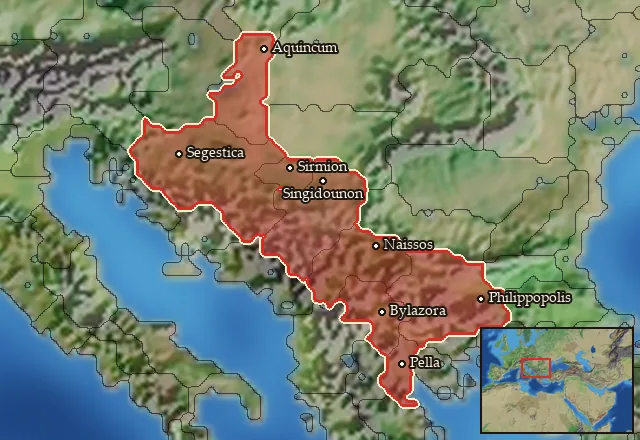 Aquincum
Segestica
Sirmion
Singidounon
Naissos
Philippopolis
Bylazora
Pella